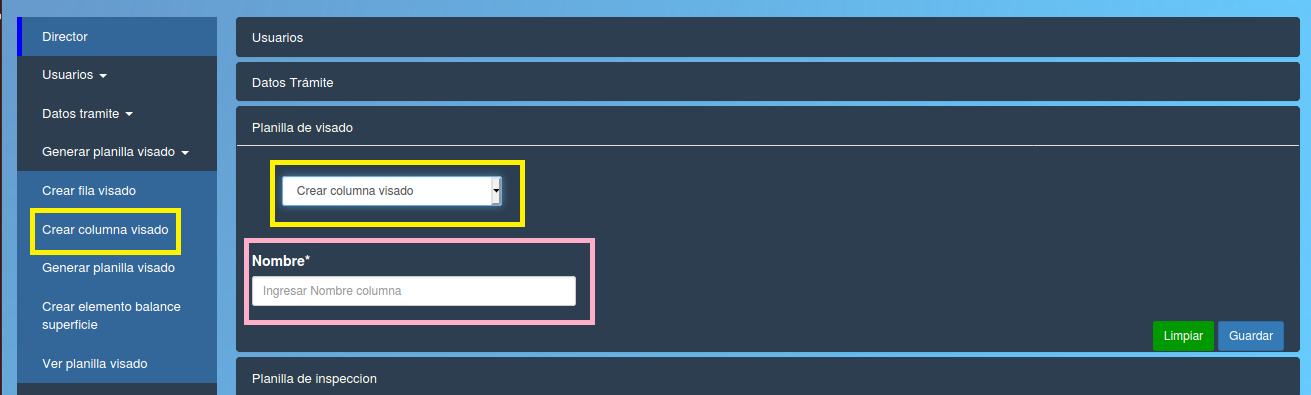 Director
Usuarios
Datos tramite
Generar planilla visado
Crear fila visado
Crear columna visado
Generar planilla visado
Crear elemento balance
superficie
Ver planilla visado
Usuarios
Datos Trámite
Planilla de visado
Crear columna visado
Nombre*
Ingresar Nombre columna
Limpiar
Guardar
Planilla de inspeccion